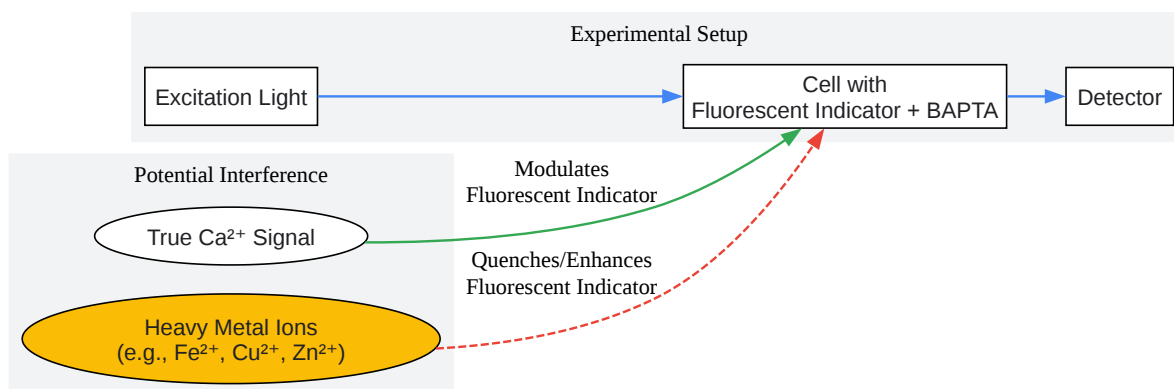 Experimental Setup
Excitation Light
Cell with
Fluorescent Indicator + BAPTA
Detector
Potential Interference
Modulates
Fluorescent Indicator
True Ca²⁺ Signal
Quenches/Enhances
Fluorescent Indicator
Heavy Metal Ions
(e.g., Fe²⁺, Cu²⁺, Zn²⁺)